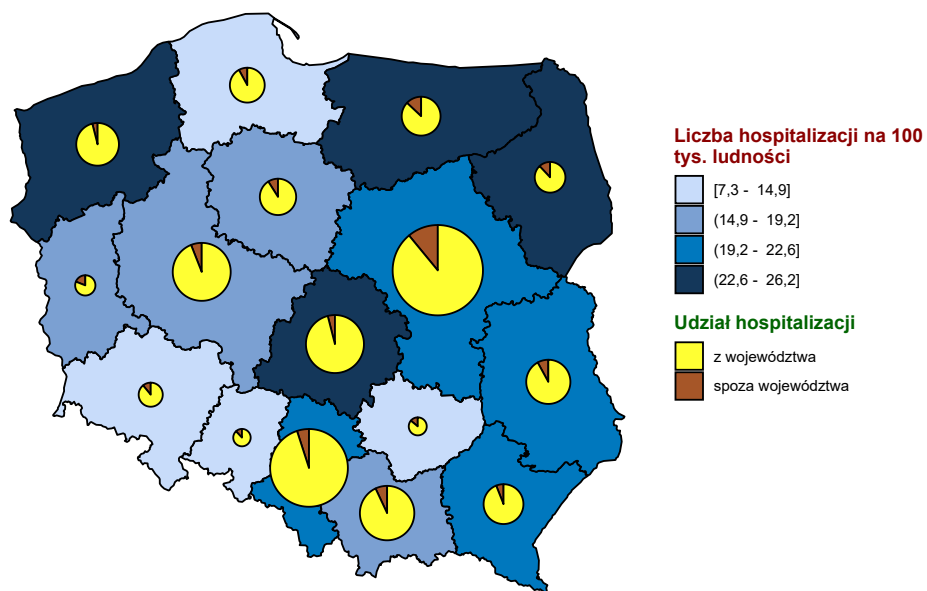 Liczba hospitalizacji na 100
tys. ludności
[7,3 - 14,9]
(14,9 - 19,2]
(19,2 - 22,6]
(22,6 - 26,2]
Udział hospitalizacji
z województwa
spoza województwa